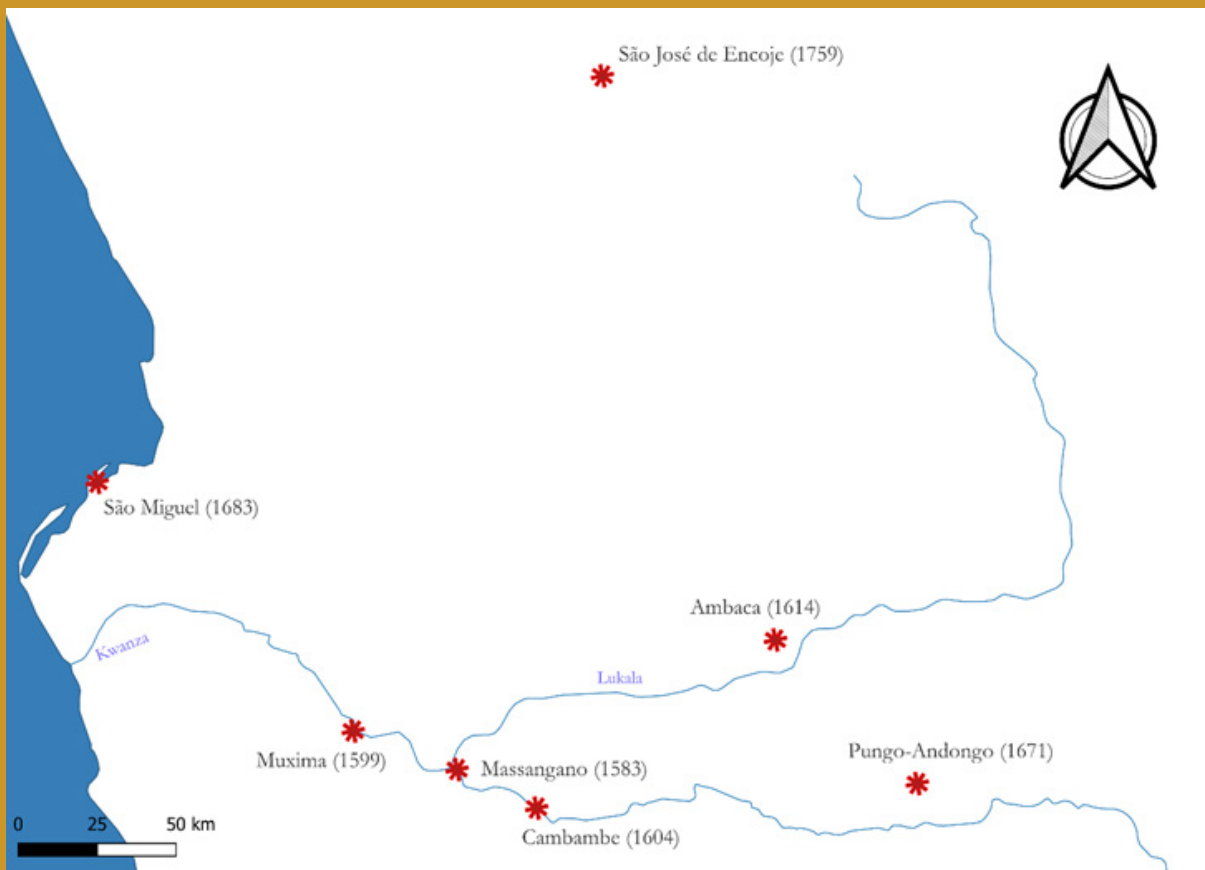 São José de Encoje (1759)
São Miguel (1683)
Ambaca (1614)
Kwanza
Lukala
Muxima (1599)
Massangano (1583)
Pungo-Andongo (1671)
Cambambe (1604)
0 25 50 km